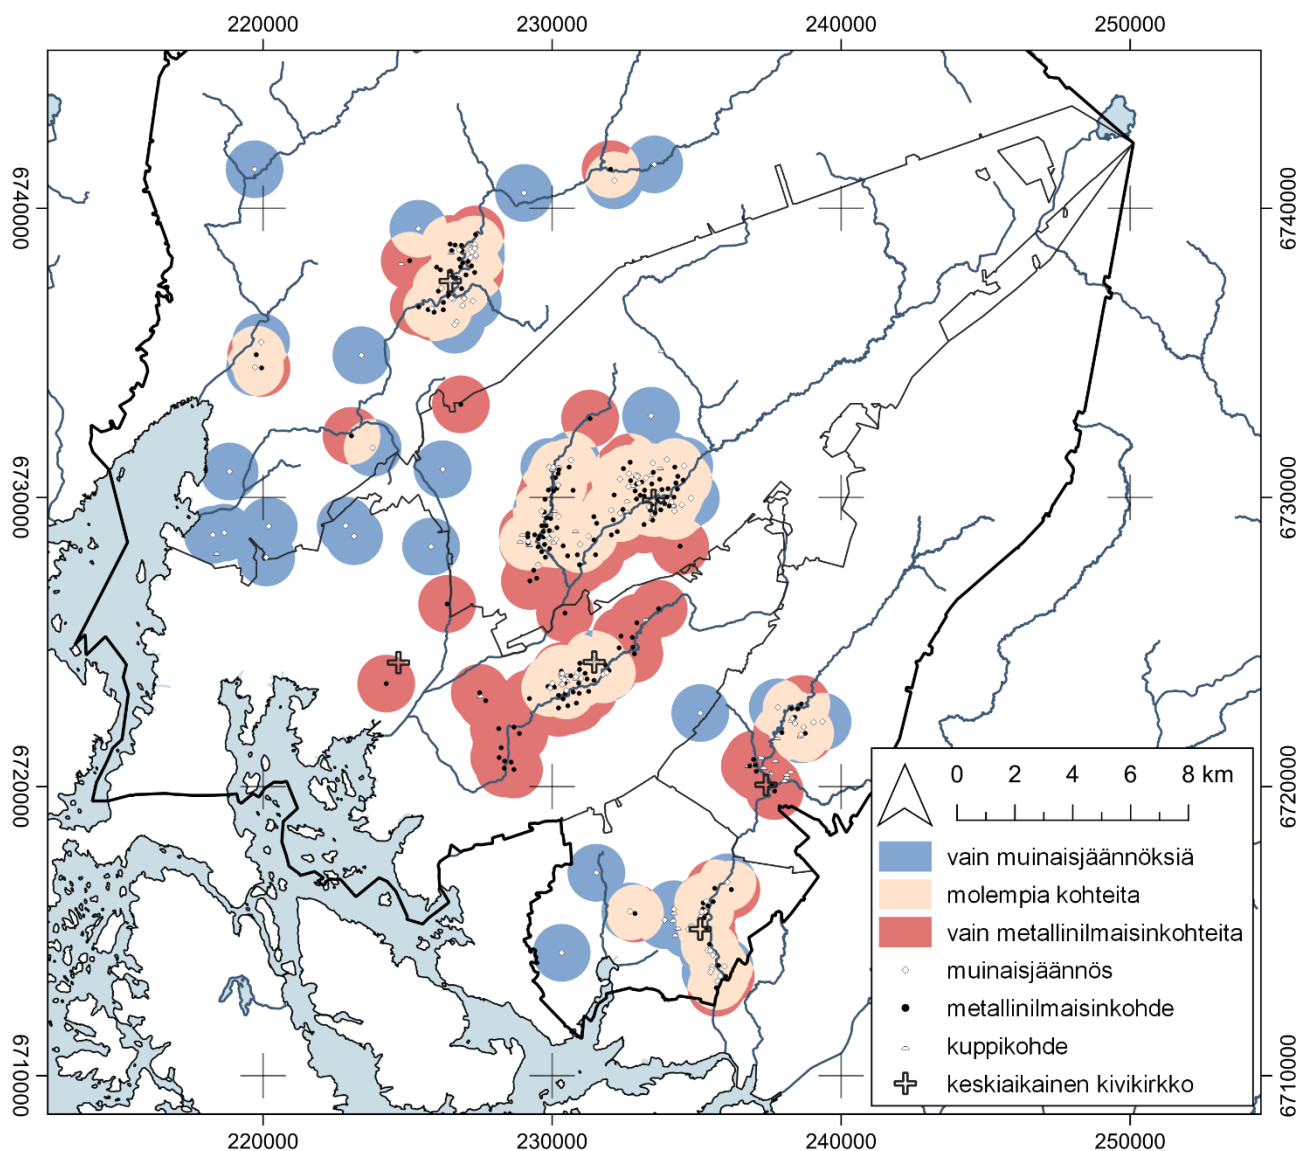 220000 230000 240000 250000
6740000 6740000
6730000 6730000
6720000 6720000
6710000 6710000
0 2 4 6 8 km
vain muinaisjäännöksiä
molempia kohteita
vain metallinilmaisinkohteita
muinaisjäännös
metallinilmaisinkohde
kuppikohde
keskiaikainen kivikirkko
220000 230000 240000 250000